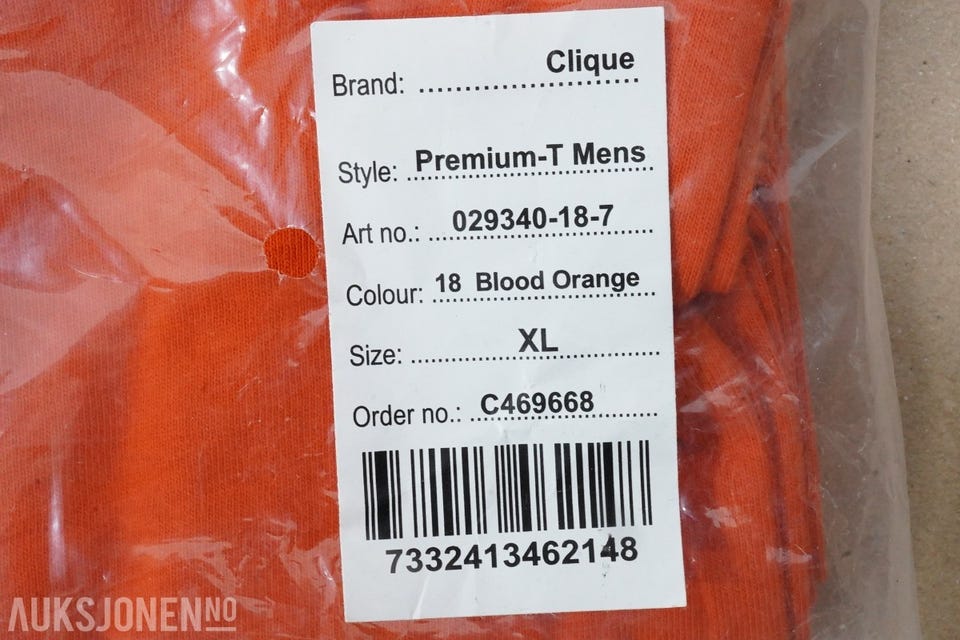 Brand: Clique
Style: Premium-T Mens
Art no.: 029340-18-7
Colour: 18 Blood Orange
Size: XL
Order no.: C469668
7332413462148
AUKSJONEN.NO